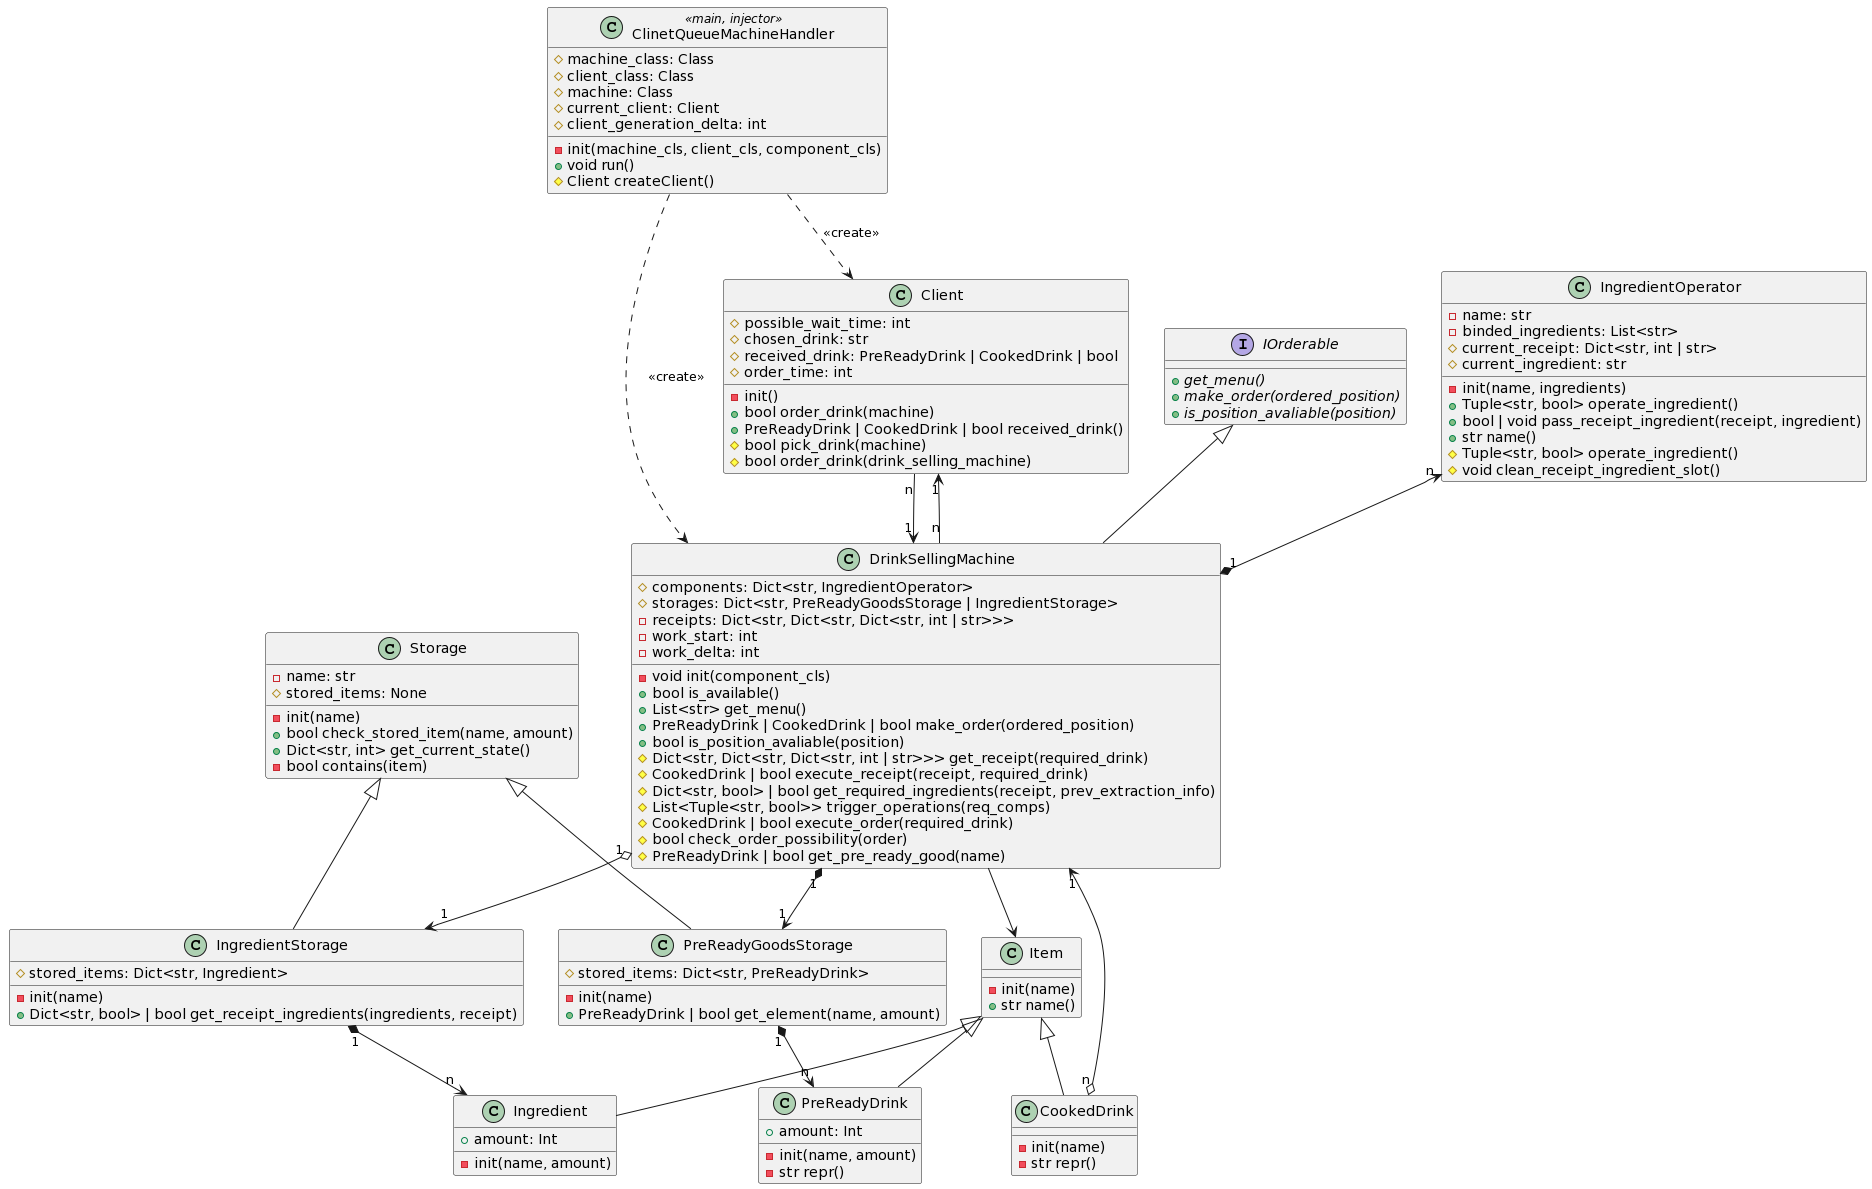 «main, injector»
C
ClinetQueueMachineHandler
machine_class: Class
client_class: Class
machine: Class
current_client: Client
client_generation_delta: int
init(machine_cls, client_cls, component_cls)
void run()
Client createClient()
«create»
«create»
C Client
possible_wait_time: int
chosen_drink: str
received_drink: PreReadyDrink | CookedDrink | bool
order_time: int
init()
bool order_drink(machine)
PreReadyDrink | CookedDrink | bool received_drink()
bool pick_drink(machine)
bool order_drink(drink_selling_machine)
I IOrderable
get_menu()
make_order(ordered_position)
is_position_avaliable(position)
C IngredientOperator
name: str
binded_ingredients: List<str>
current_receipt: Dict<str, int | str>
current_ingredient: str
init(name, ingredients)
Tuple<str, bool> operate_ingredient()
bool | void pass_receipt_ingredient(receipt, ingredient)
str name()
Tuple<str, bool> operate_ingredient()
void clean_receipt_ingredient_slot()
n
1
1
n
n
1
C DrinkSellingMachine
components: Dict<str, IngredientOperator>
storages: Dict<str, PreReadyGoodsStorage | IngredientStorage>
receipts: Dict<str, Dict<str, Dict<str, int | str>>>
work_start: int
work_delta: int
void init(component_cls)
bool is_available()
List<str> get_menu()
PreReadyDrink | CookedDrink | bool make_order(ordered_position)
bool is_position_avaliable(position)
Dict<str, Dict<str, Dict<str, int | str>>> get_receipt(required_drink)
CookedDrink | bool execute_receipt(receipt, required_drink)
Dict<str, bool> | bool get_required_ingredients(receipt, prev_extraction_info)
List<Tuple<str, bool>> trigger_operations(req_comps)
CookedDrink | bool execute_order(required_drink)
bool check_order_possibility(order)
PreReadyDrink | bool get_pre_ready_good(name)
C Storage
name: str
stored_items: None
init(name)
bool check_stored_item(name, amount)
Dict<str, int> get_current_state()
bool contains(item)
1
1
1
1
1
C IngredientStorage
stored_items: Dict<str, Ingredient>
init(name)
Dict<str, bool> | bool get_receipt_ingredients(ingredients, receipt)
C PreReadyGoodsStorage
stored_items: Dict<str, PreReadyDrink>
init(name)
PreReadyDrink | bool get_element(name, amount)
C Item
init(name)
str name()
1
n
1
n
n
C Ingredient
amount: Int
init(name, amount)
C PreReadyDrink
amount: Int
init(name, amount)
str repr()
C CookedDrink
init(name)
str repr()